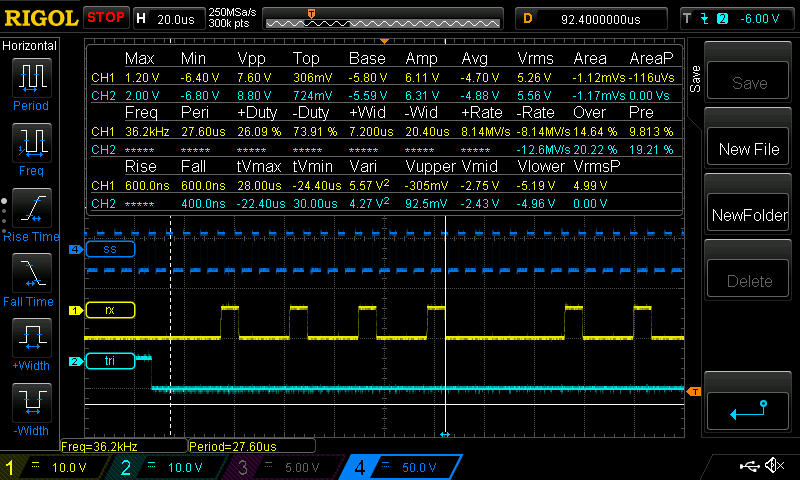 RIGOL STOP H 20.0us 250MSa/s 300k pts T D 92.4000000us T 2 -6.00 V
Horizontal
Period
Freq
Rise Time
Fall Time
+Width
-Width
Max Min Vpp Top Base Amp Avg Vrms Area AreaP
CH1 1.20 V -6.40 V 7.60 V 306mV -5.80 V 6.11 V -4.70 V 5.26 V -1.12mVs -116uVs
CH2 2.00 V -6.80 V 8.80 V 724mV -5.59 V 6.31 V -4.88 V 5.56 V -1.17mVs 0.00 Vs
Freq Peri +Duty -Duty +Wid -Wid +Rate -Rate Over Pre
CH1 36.2kHz 27.60us 26.09 % 73.91 % 7.200us 20.40us 8.14MV/s -8.14MV/s 14.64 % 9.813 %
CH2 ***** ***** ***** ***** ***** ***** ***** -12.6MV/s 20.22 % 19.21 %
Rise Fall tVmax tVmin Vari Vupper Vmid Vlower VrmsP
CH1 600.0ns 600.0ns 28.00us -24.40us 5.57 V² -305mV -2.75 V -5.19 V 4.99 V
CH2 ***** 400.0ns -22.40us 30.00us 4.27 V² 92.5mV -2.43 V -4.96 V 0.00 V
4 ss
1 rx
2 tri
T
Freq=36.2kHz Period=27.60us
1 = 10.0 V 2 = 10.0 V 3 = 5.00 V 4 = 50.0 V
Save
Save
New File
NewFolder
Delete